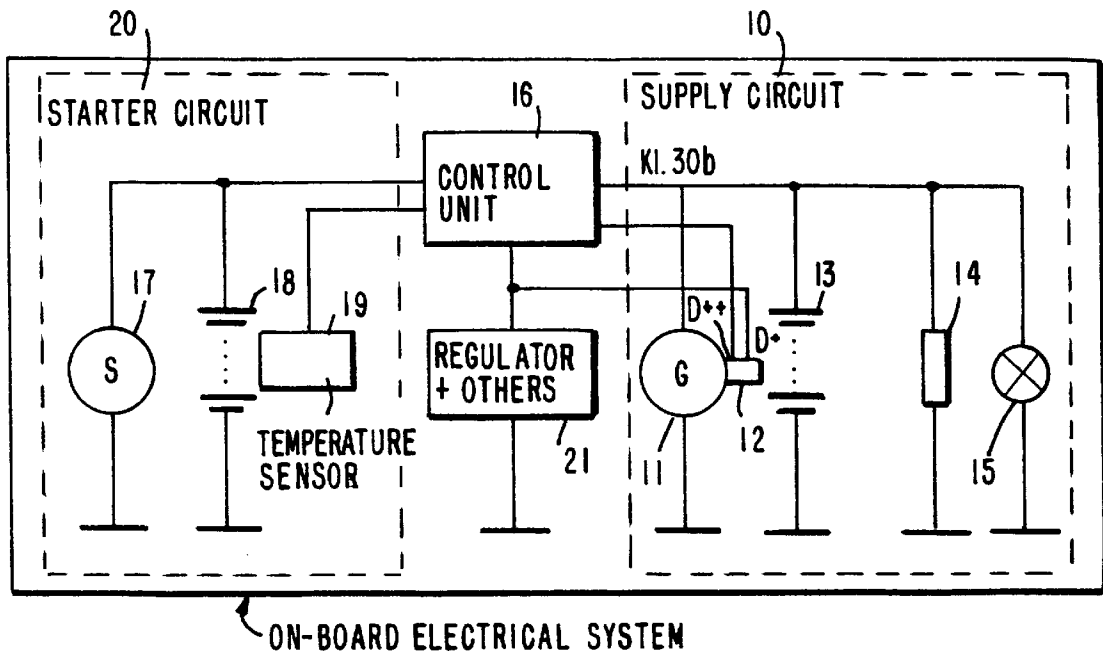 20
10
STARTER CIRCUIT
16
SUPPLY CIRCUIT
CONTROL
UNIT
Kl. 30b
17
18
19
13
14
D++
D+
S
REGULATOR
+ OTHERS
G
12
TEMPERATURE
SENSOR
21
11
15
ON-BOARD ELECTRICAL SYSTEM